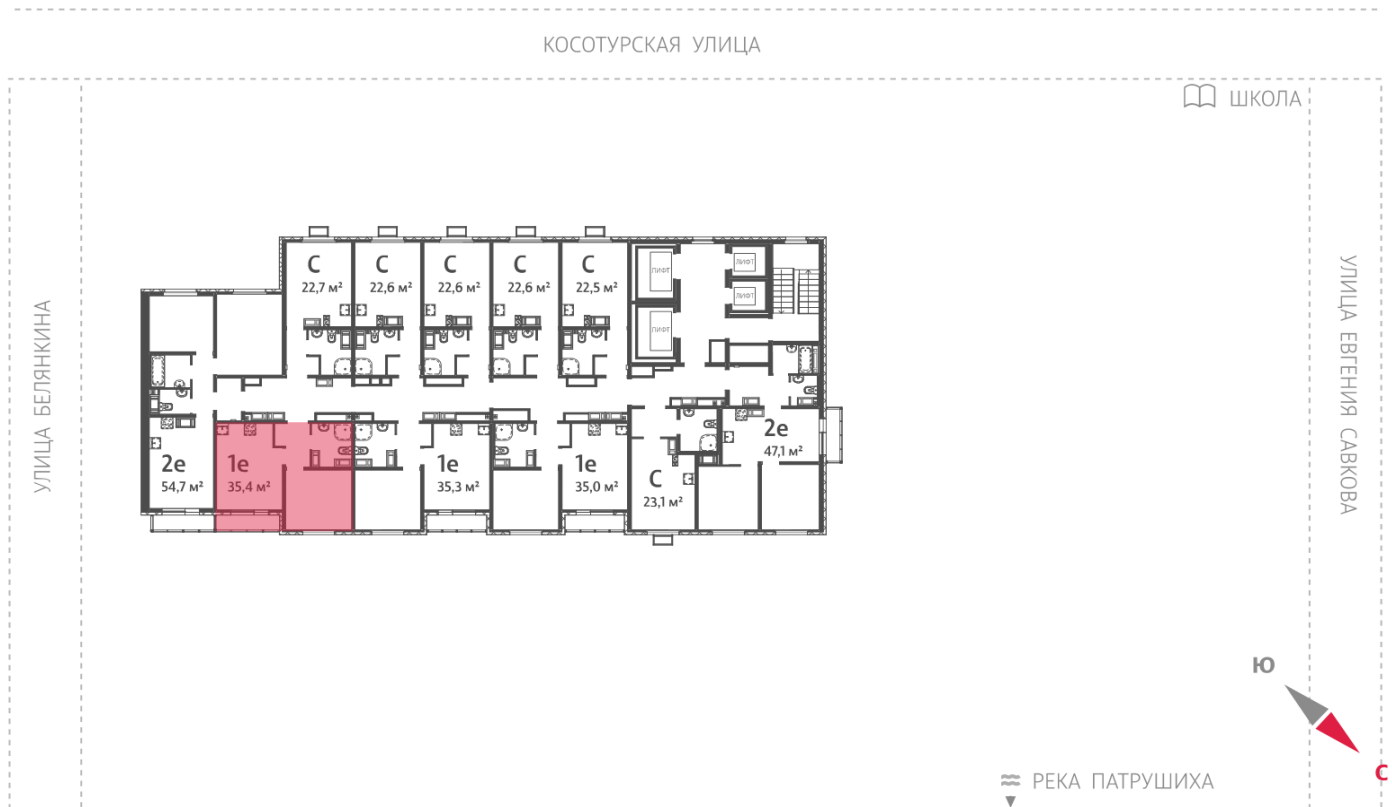 КОСОТУРСКАЯ УЛИЦА
ШКОЛА
УЛИЦА БЕЛЯНКИНА
УЛИЦА ЕВГЕНИЯ САВКОВА
С
22,7 м²
С
22,6 м²
С
22,6 м²
С
22,6 м²
С
22,5 м²
ЛИФТ
ЛИФТ
ЛИФТ
ЛИФТ
2е
54,7 м²
1е
35,4 м²
1е
35,3 м²
1е
35,0 м²
С
23,1 м²
2е
47,1 м²
Ю
С
РЕКА ПАТРУШИХА